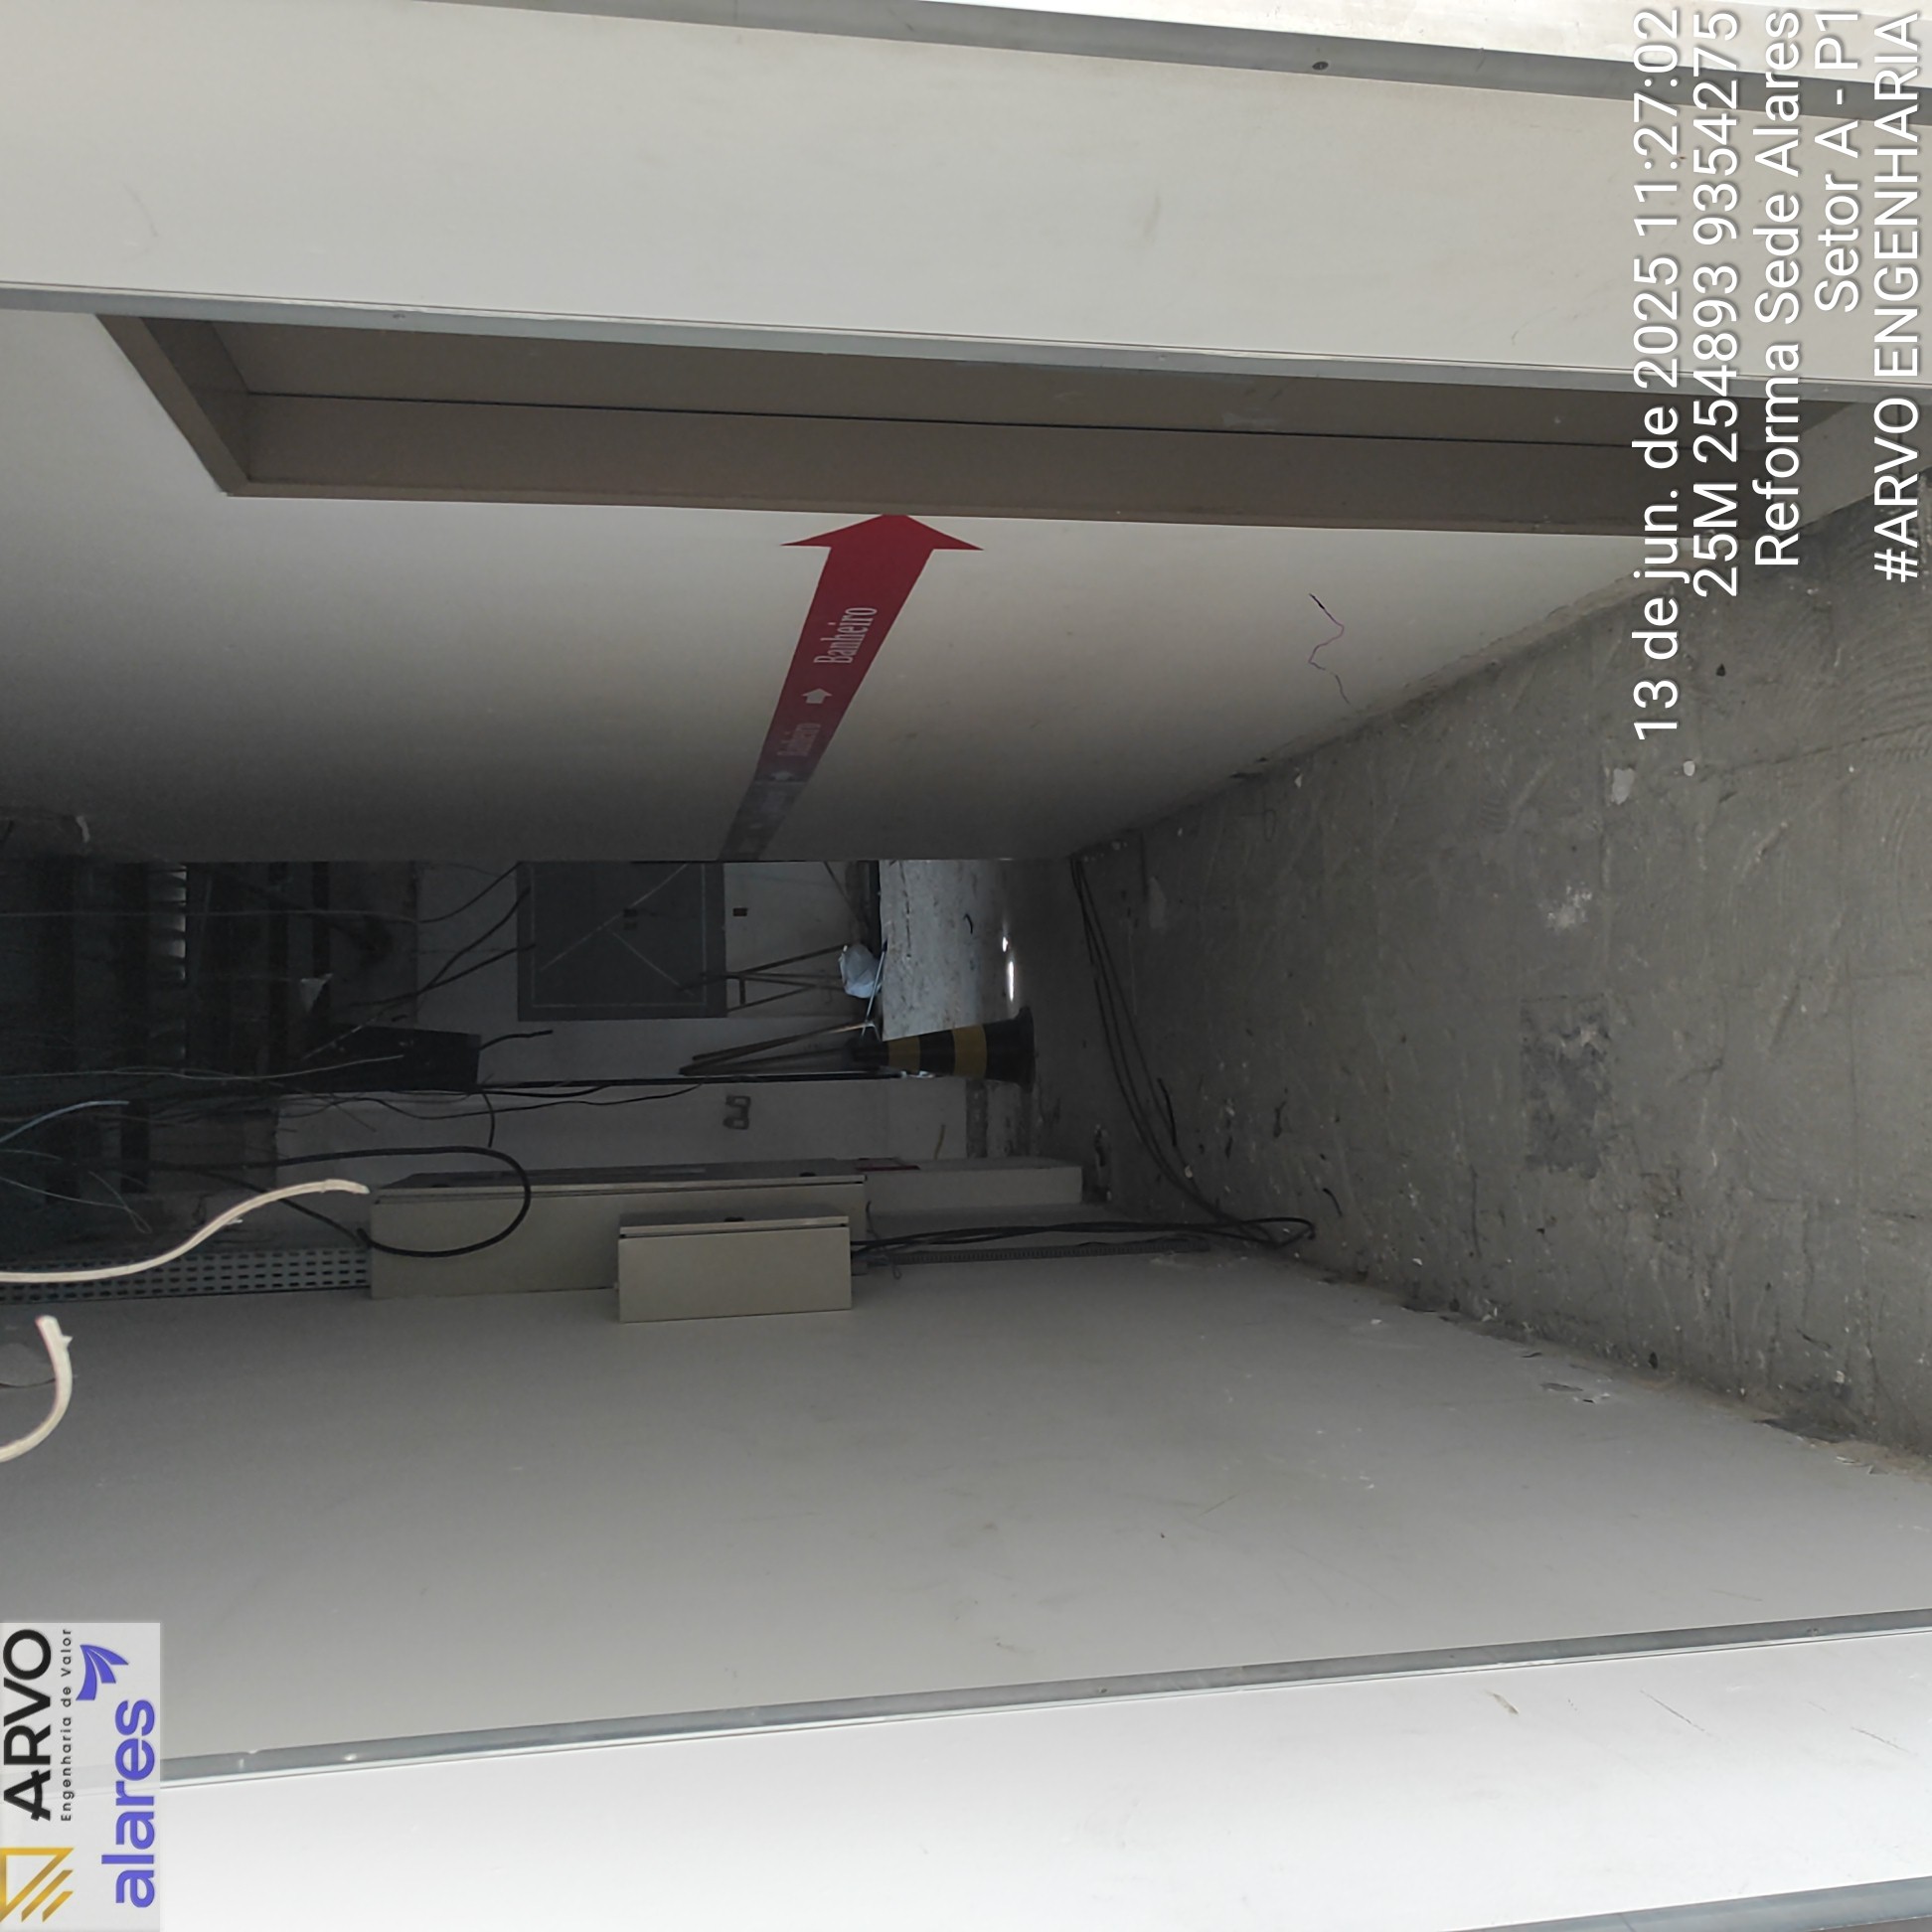 ARVO
Engenharia de Valor
alares
Banheiro
Banheiro
13 de jun. de 2025 11:27:02
25M 254893 9354275
Reforma Sede Alares
Setor A - P1
#ARVO ENGENHARIA